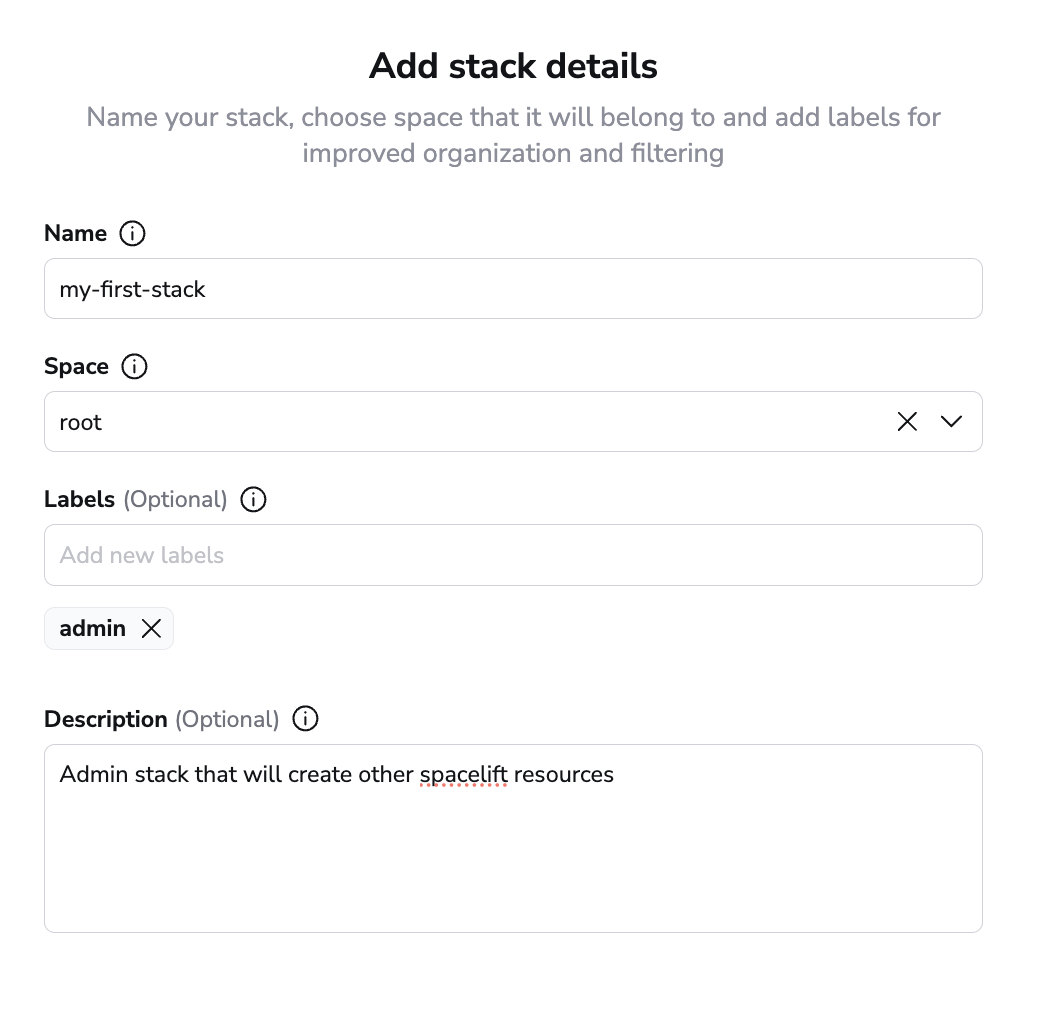 Add stack details
Name your stack, choose space that it will belong to and add labels for
improved organization and filtering
Name
my-first-stack
Space
root
Labels (Optional)
Add new labels
admin
Description (Optional)
Admin stack that will create other spacelift resources